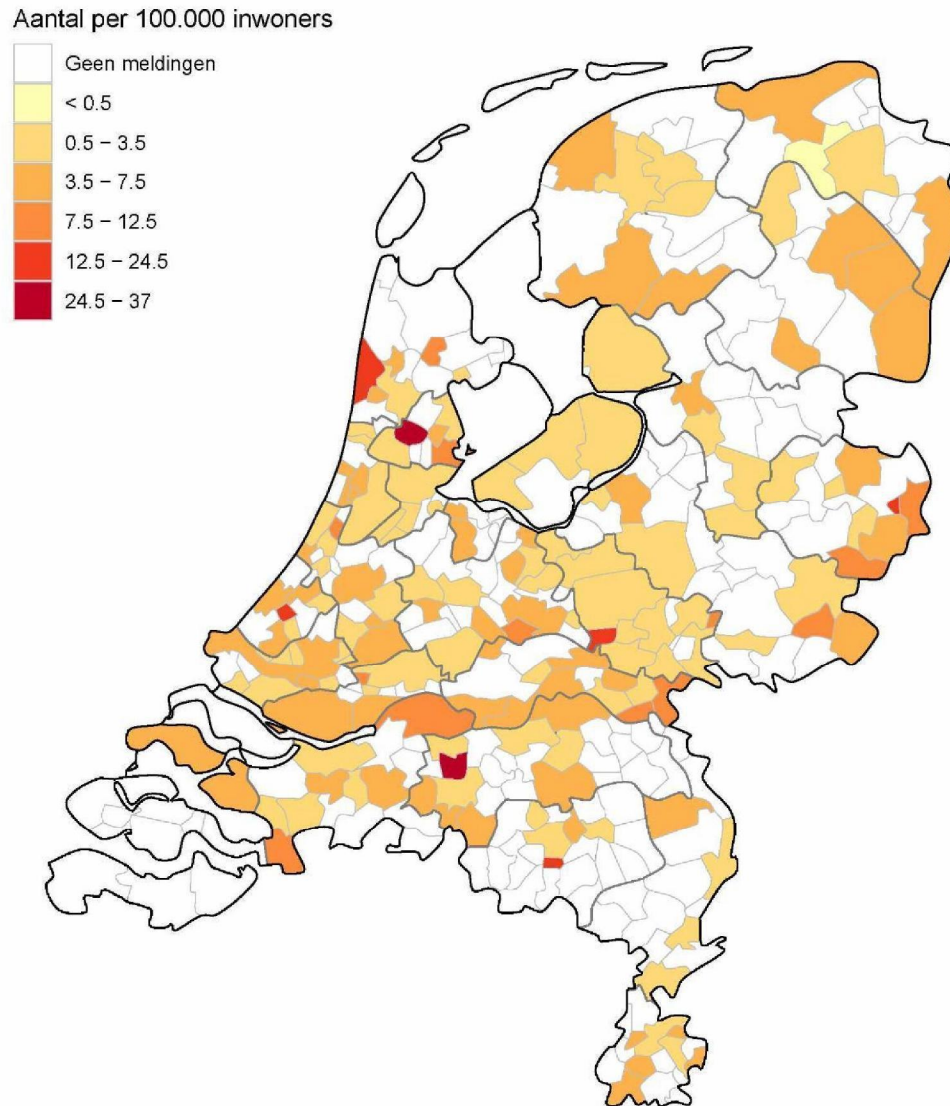 Aantal per 100.000 inwoners
Geen meldingen
< 0.5
0.5 – 3.5
3.5 – 7.5
7.5 – 12.5
12.5 – 24.5
24.5 – 37